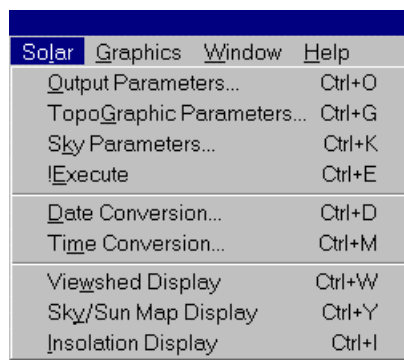 Solar Graphics Window Help
Output Parameters... Ctrl+O
TopoGraphic Parameters... Ctrl+G
Sky Parameters... Ctrl+K
!Execute Ctrl+E
Date Conversion... Ctrl+D
Time Conversion... Ctrl+M
Viewshed Display Ctrl+W
Sky/Sun Map Display Ctrl+Y
Insolation Display Ctrl+I